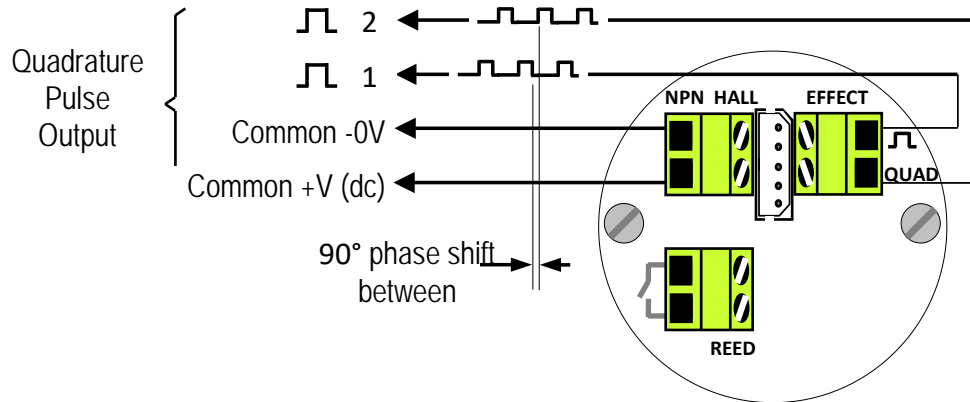 Quadrature
Pulse
Output
2
1
Common -0V
Common +V (dc)
90° phase shift
between
NPN HALL
EFFECT
QUAD
REED